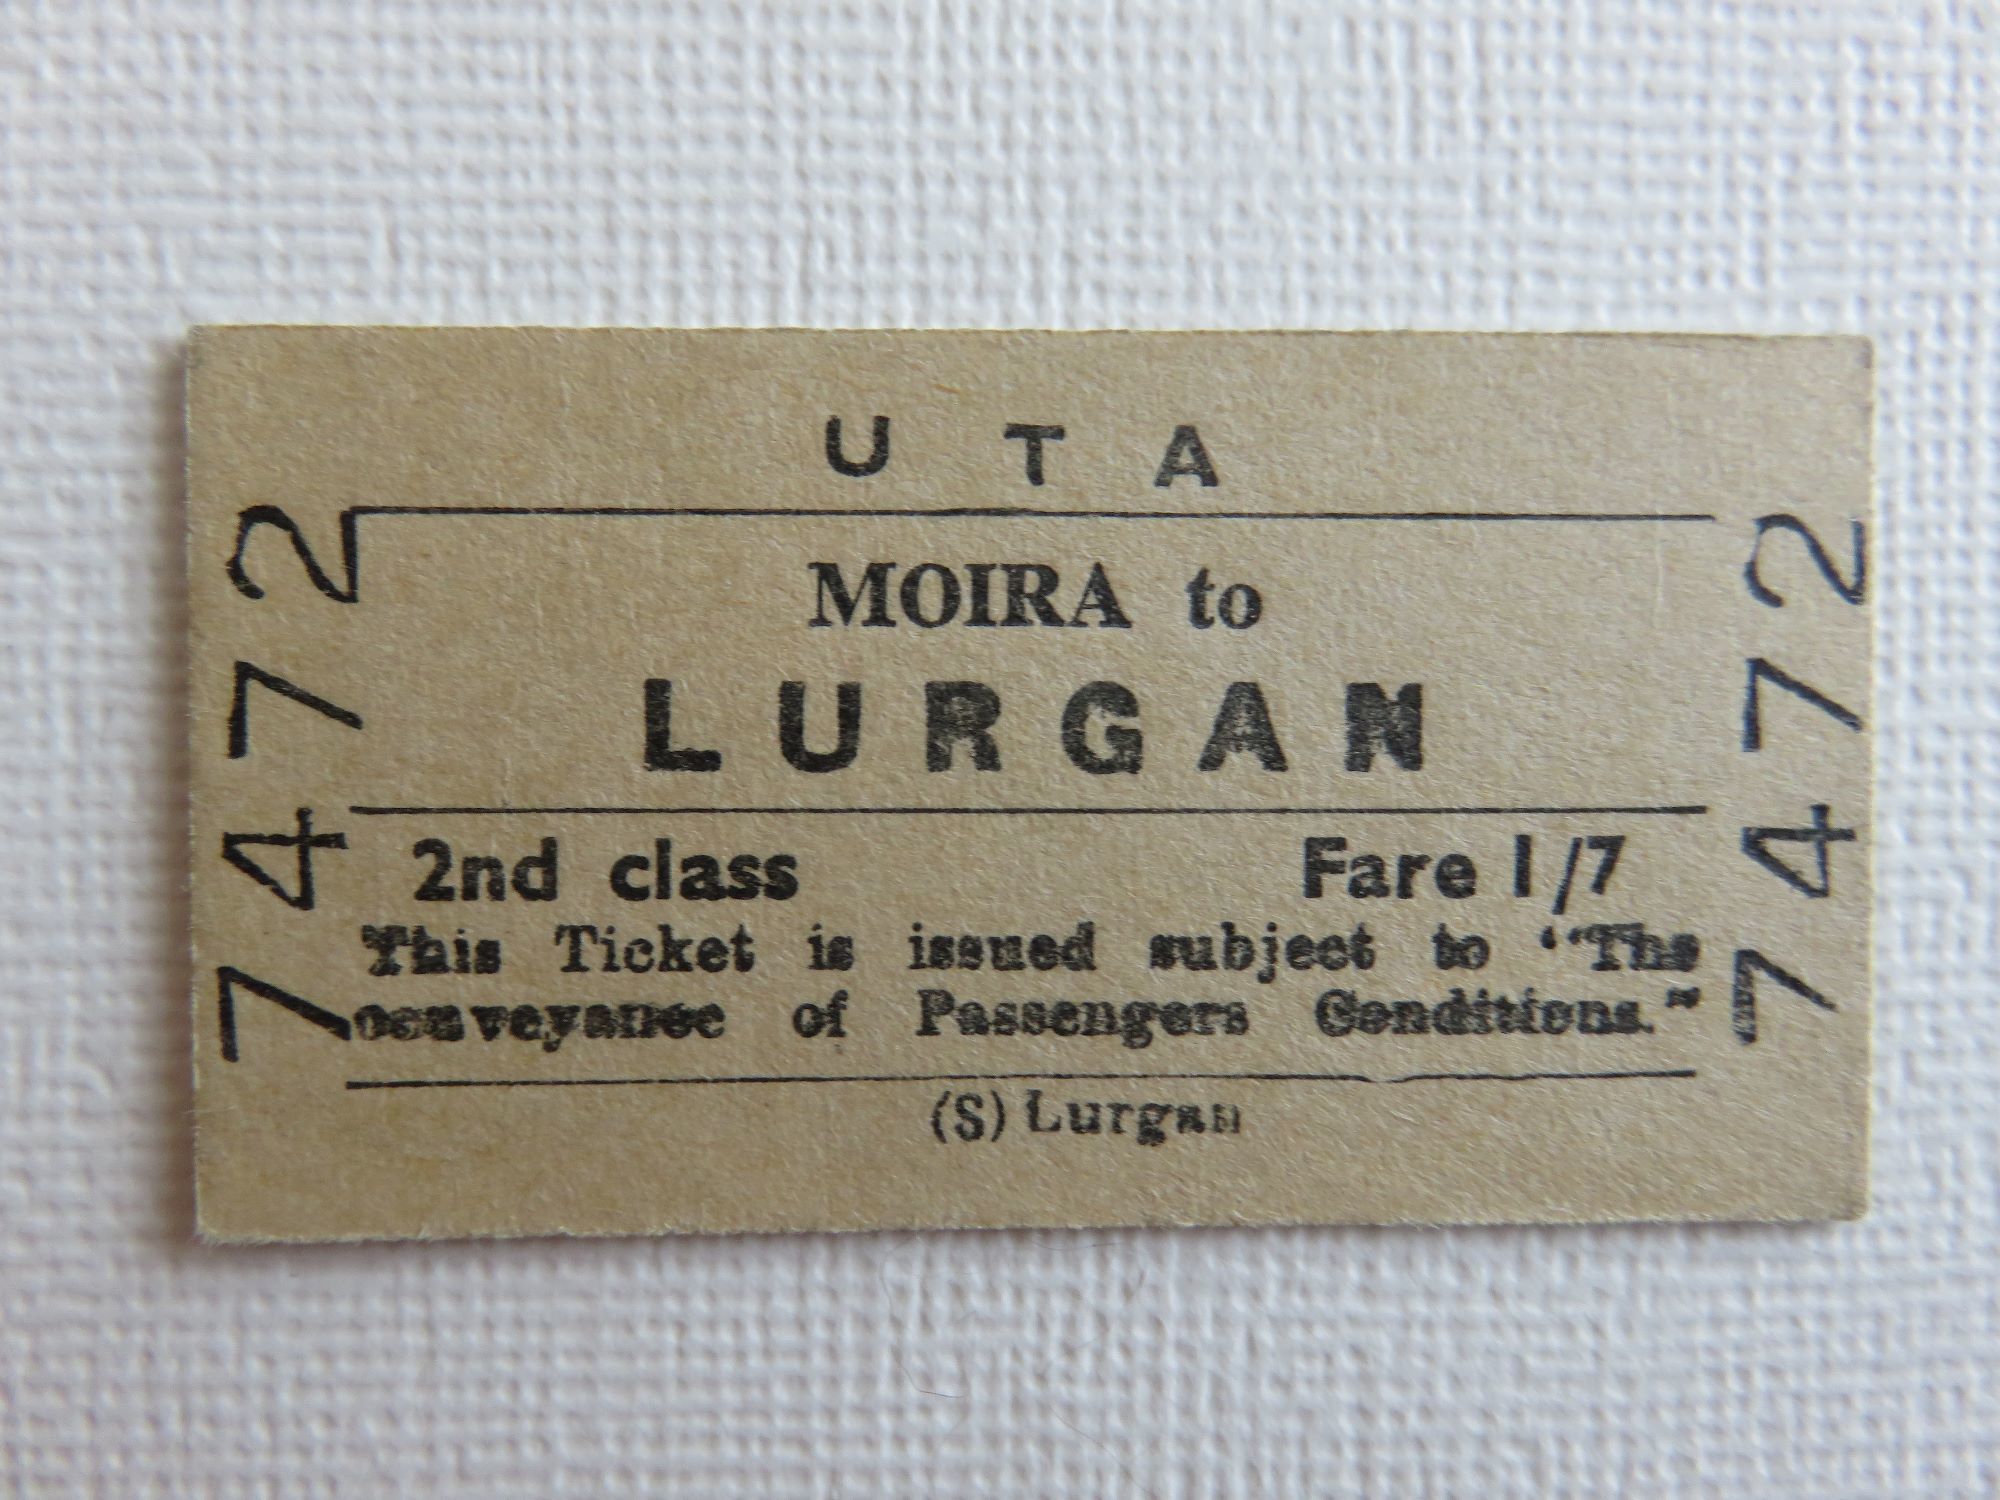 U T A
MOIRA to
LURGAN
2nd class Fare 1/7
This Ticket is issued subject to "The
conveyance of Passengers Conditions."
(S) Lurgan
7472
7472